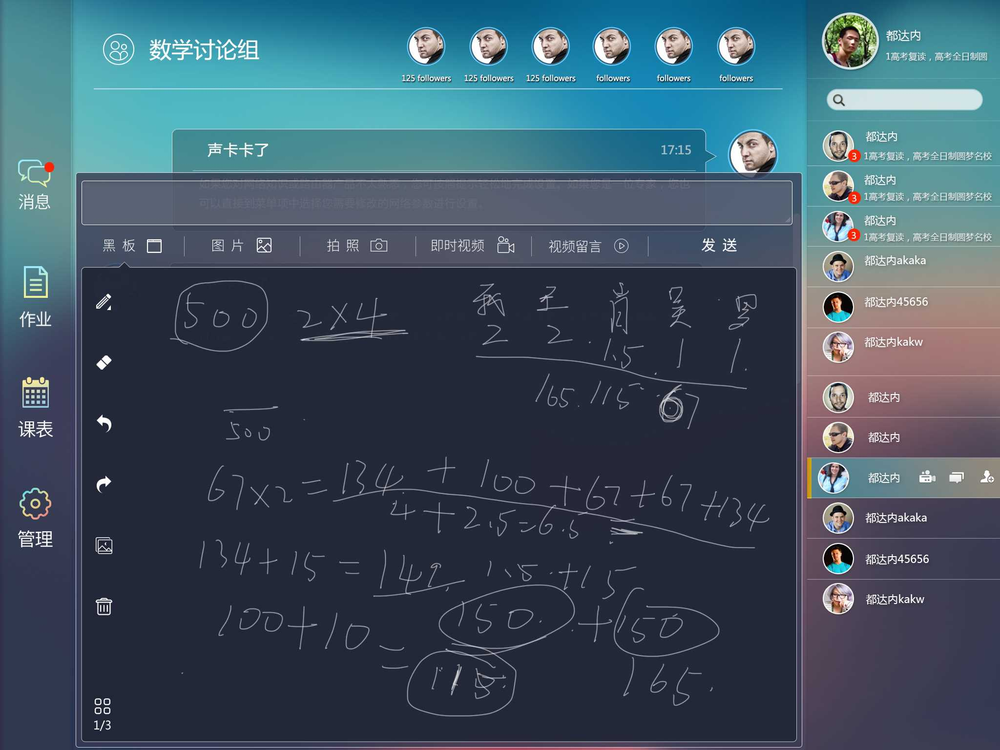 数学讨论组
125 followers 125 followers 125 followers followers followers followers
都达内
1高考复读，高考全日制圆
声卡卡了 17:15
如果您对网络知识或路由器产品不太熟悉，您可按照提示轻松地完成设置。如果您是一位专家，您也
可以直接到菜单项中选择您需要修改的网络参数进行设置。
黑板 图片 拍照 即时视频 视频留言 发送
消息
作业
课表
管理
500 2×4 我 王 肖 吴 罗
2 2 1.5 1 1
165. 115 67
500
67×2=134+100+67+67+134
4+2.5=6.5
134+15=149. 1.5+15
100+10=
150 + 150
115 165.
1/3
都达内
3 1高考复读，高考全日制圆梦名校
都达内
3 1高考复读，高考全日制圆梦名校
都达内
3 1高考复读，高考全日制圆梦名校
都达内akaka
都达内45656
都达内kakw
都达内
都达内
都达内
都达内akaka
都达内45656
都达内kakw